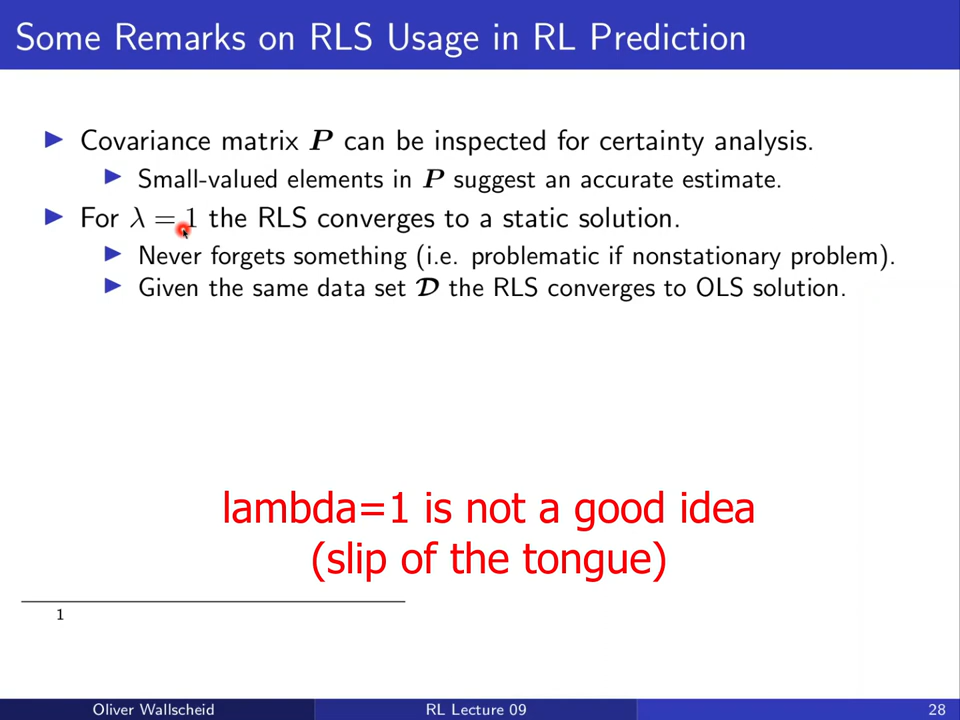 Some Remarks on RLS Usage in RL Prediction
Covariance matrix P can be inspected for certainty analysis.
Small-valued elements in P suggest an accurate estimate.
For λ = 1 the RLS converges to a static solution.
Never forgets something (i.e. problematic if nonstationary problem).
Given the same data set D the RLS converges to OLS solution.
lambda=1 is not a good idea
(slip of the tongue)
1
Oliver Wallscheid RL Lecture 09 28